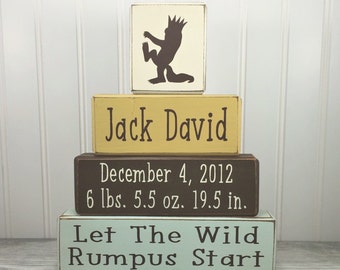 Jack David
December 4, 2012
6 lbs. 5.5 oz. 19.5 in.
Let The Wild
Rumpus Start